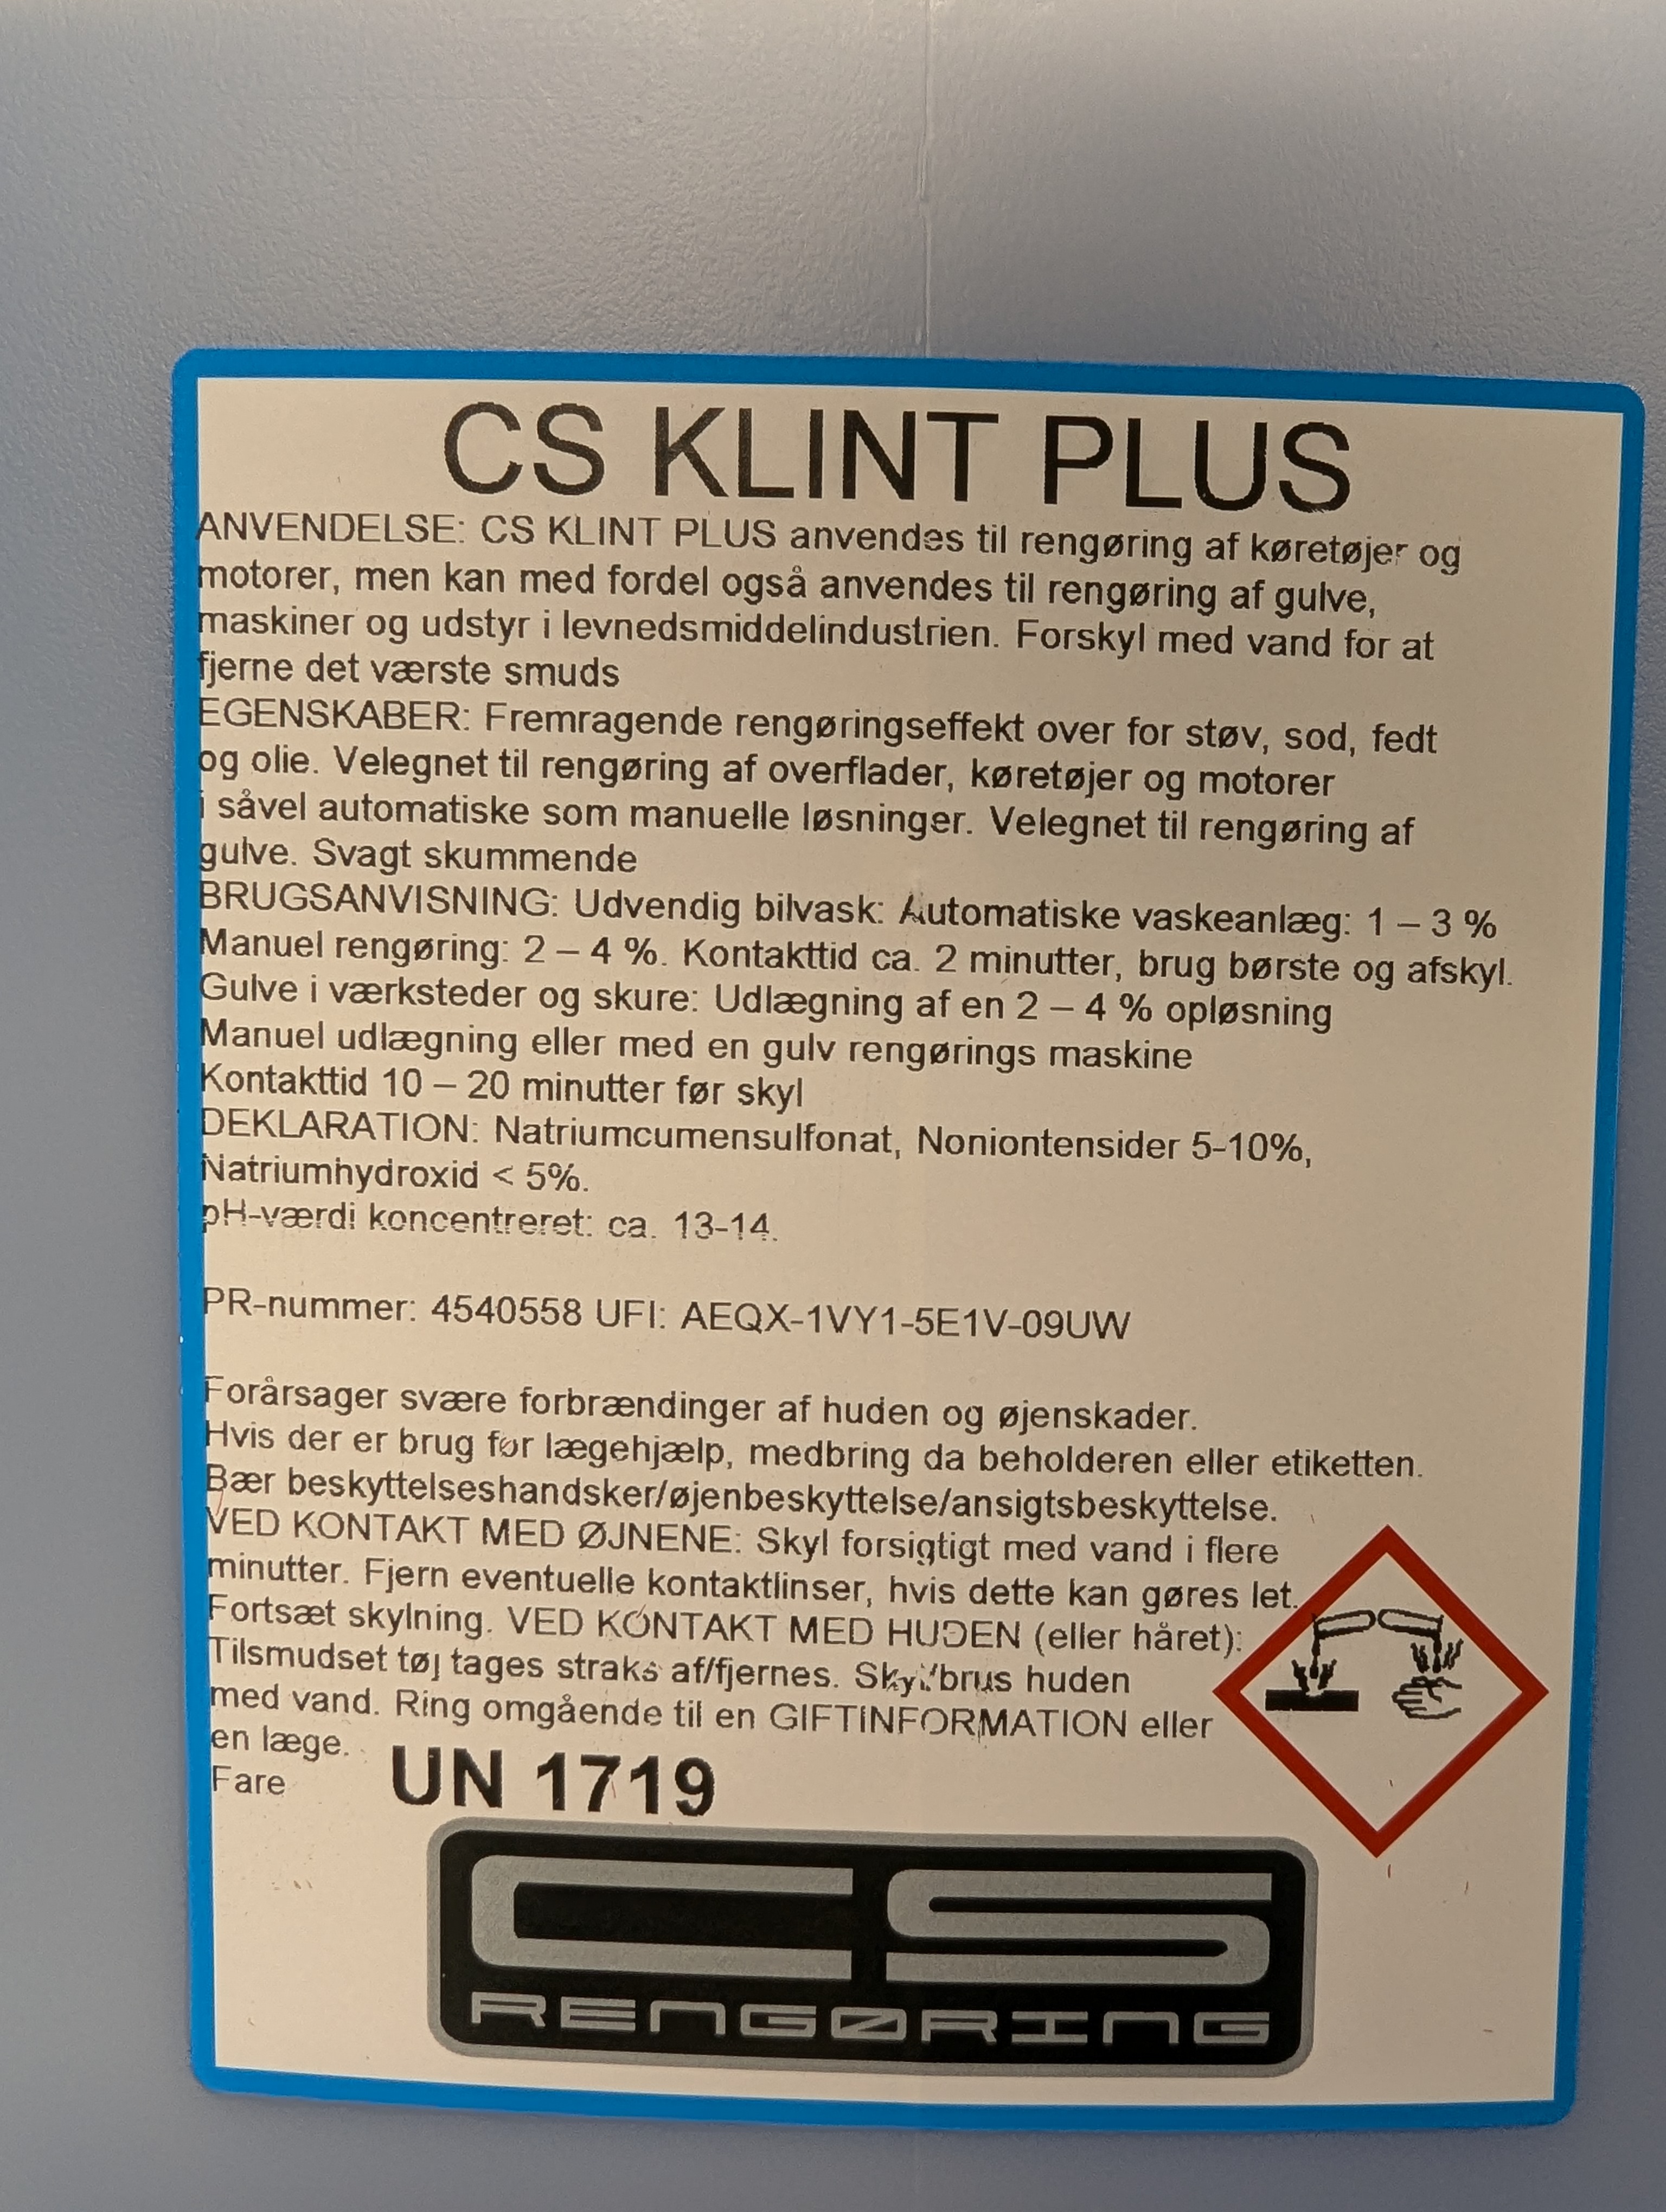 CS KLINT PLUS
ANVENDELSE: CS KLINT PLUS anvendes til rengøring af køretøjer og
motorer, men kan med fordel også anvendes til rengøring af gulve,
maskiner og udstyr i levnedsmiddelindustrien. Forskyl med vand for at
fjerne det værste smuds
EGENSKABER: Fremragende rengøringseffekt over for støv, sod, fedt
og olie. Velegnet til rengøring af overflader, køretøjer og motorer
i såvel automatiske som manuelle løsninger. Velegnet til rengøring af
gulve. Svagt skummende
BRUGSANVISNING: Udvendig bilvask: Automatiske vaskeanlæg: 1 – 3 %
Manuel rengøring: 2 – 4 %. Kontakttid ca. 2 minutter, brug børste og afskyl.
Gulve i værksteder og skure: Udlægning af en 2 – 4 % opløsning
Manuel udlægning eller med en gulv rengørings maskine
Kontakttid 10 – 20 minutter før skyl
DEKLARATION: Natriumcumensulfonat, Noniontensider 5-10%,
Natriumhydroxid < 5%.
pH-værdi koncentreret: ca. 13-14.
PR-nummer: 4540558 UFI: AEQX-1VY1-5E1V-09UW
Forårsager svære forbrændinger af huden og øjenskader.
Hvis der er brug for lægehjælp, medbring da beholderen eller etiketten.
Bær beskyttelseshandsker/øjenbeskyttelse/ansigtsbeskyttelse.
VED KONTAKT MED ØJNENE: Skyl forsigtigt med vand i flere
minutter. Fjern eventuelle kontaktlinser, hvis dette kan gøres let.
Fortsæt skylning. VED KONTAKT MED HUDEN (eller håret):
Tilsmudset tøj tages straks af/fjernes. Skyl/brus huden
med vand. Ring omgående til en GIFTINFORMATION eller
en læge.
Fare
UN 1719
CS
RENGØRING